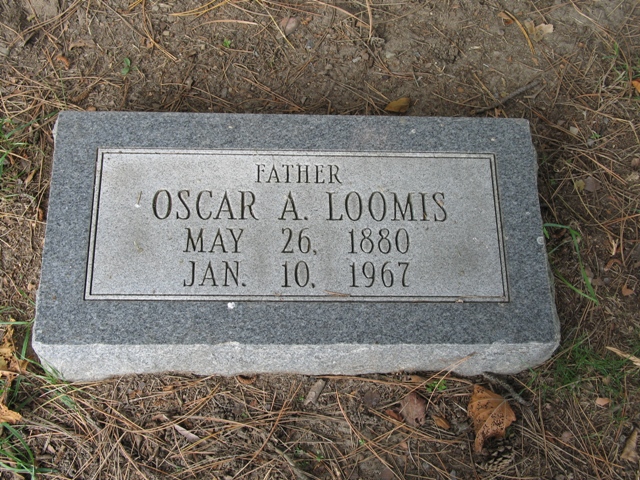 FATHER
OSCAR A. LOOMIS
MAY 26, 1880
JAN. 10, 1967